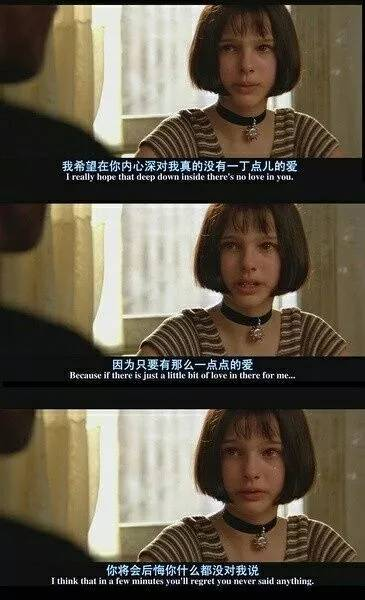 我希望在你内心深对我真的没有一丁点儿的爱
I really hope that deep down inside there's no love in you.
因为只要有那么一点点的爱
Because if there is just a little bit of love in there for me...
你将会后悔你什么都没对我说
I think that in a few minutes you'll regret you never said anything.